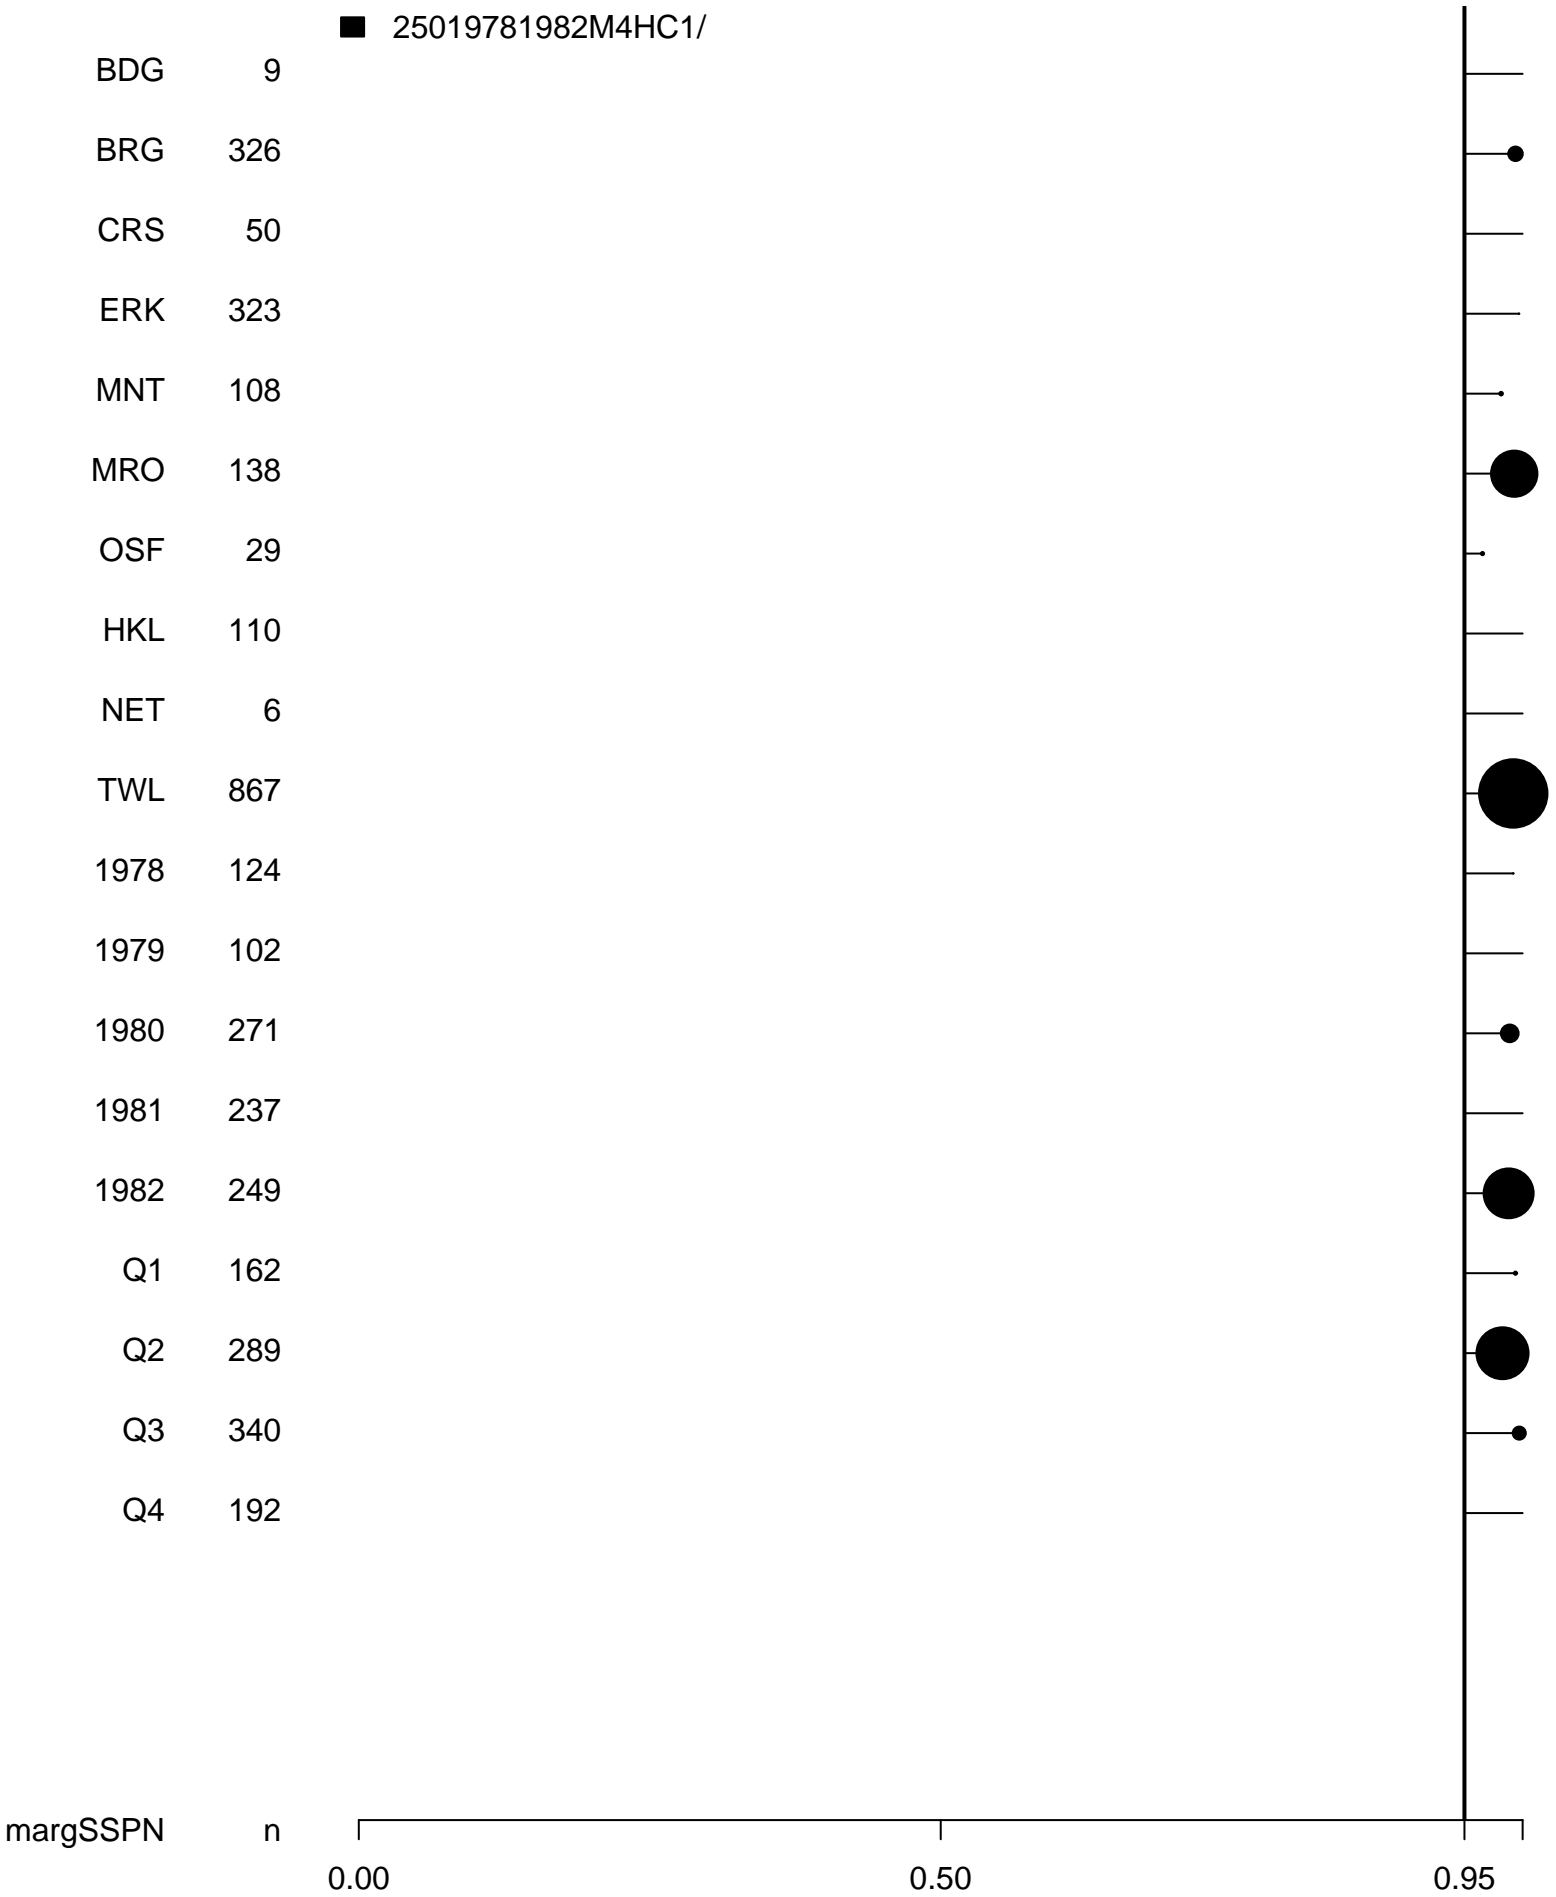 25019781982M4HC1/
BDG 9
BRG 326
CRS 50
ERK 323
MNT 108
MRO 138
OSF 29
HKL 110
NET 6
TWL 867
1978 124
1979 102
1980 271
1981 237
1982 249
Q1 162
Q2 289
Q3 340
Q4 192
margSSPN n
0.00 0.50 0.95